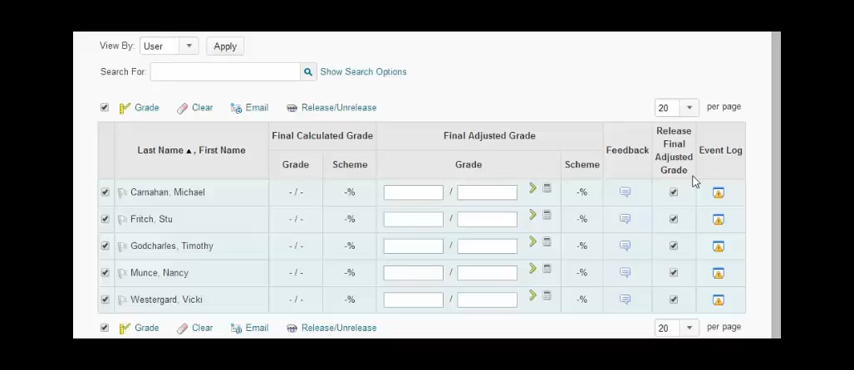 View By: User Apply
Search For: Show Search Options
Grade Clear Email Release/Unrelease 20 per page
Last Name ▲, First Name Final Calculated Grade Final Adjusted Grade Feedback Release Final Adjusted Grade Event Log
Grade Scheme Grade Scheme
Carnahan, Michael - / - -% / -%
Fritch, Stu - / - -% / -%
Godcharles, Timothy - / - -% / -%
Munce, Nancy - / - -% / -%
Westergard, Vicki - / - -% / -%
Grade Clear Email Release/Unrelease 20 per page